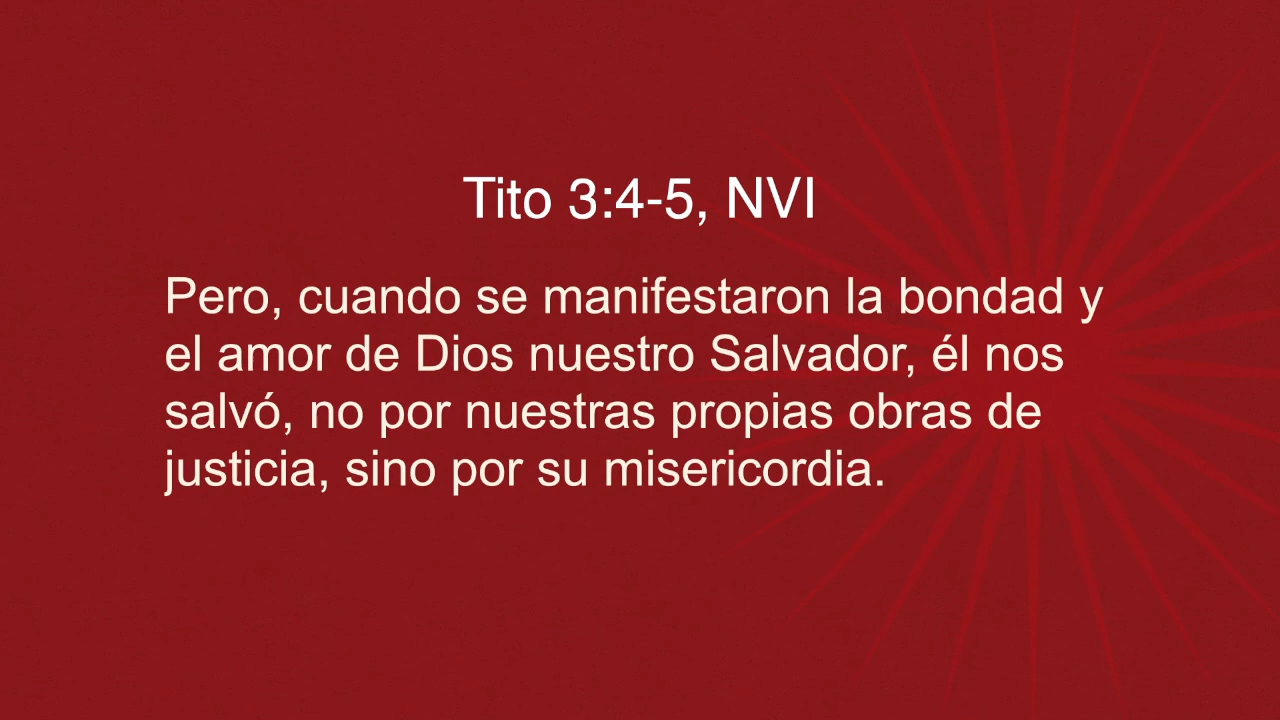 Tito 3:4-5, NVI
Pero, cuando se manifestaron la bondad y
el amor de Dios nuestro Salvador, él nos
salvó, no por nuestras propias obras de
justicia, sino por su misericordia.